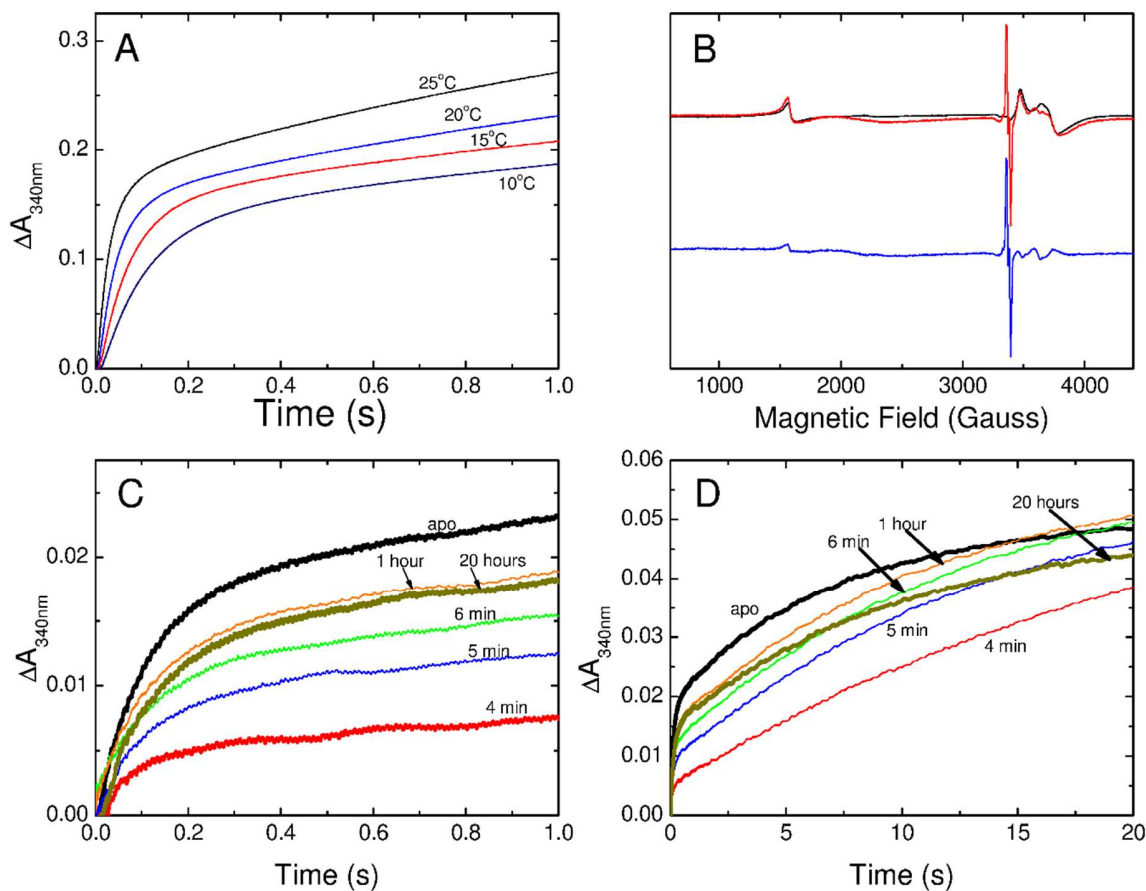 A
0.3
0.2
0.1
0.0
ΔA340nm
25°C
20°C
15°C
10°C
0.0 0.2 0.4 0.6 0.8 1.0
Time (s)
B
1000 2000 3000 4000
Magnetic Field (Gauss)
C
0.02
0.01
0.00
ΔA340nm
apo
1 hour
20 hours
6 min
5 min
4 min
0.0 0.2 0.4 0.6 0.8 1.0
Time (s)
D
0.06
0.05
0.04
0.03
0.02
0.01
0.00
ΔA340nm
20 hours
1 hour
6 min
apo
5 min
4 min
0 5 10 15 20
Time (s)